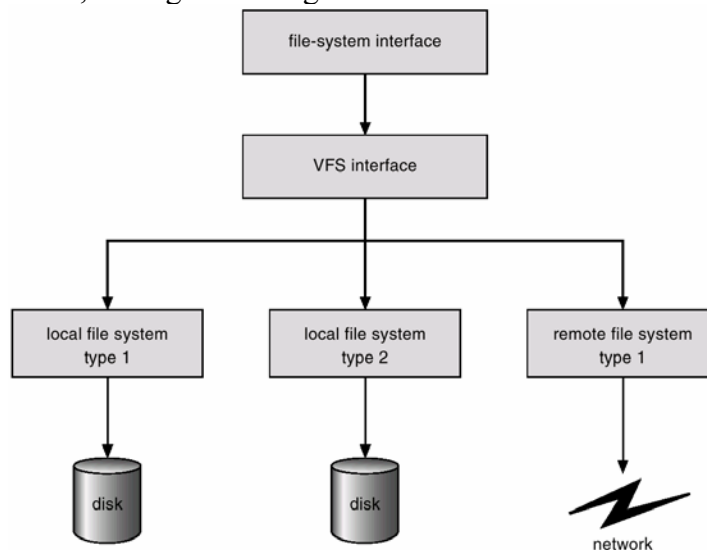 file-system interface
VFS interface
local file system
type 1
local file system
type 2
remote file system
type 1
disk
disk
network